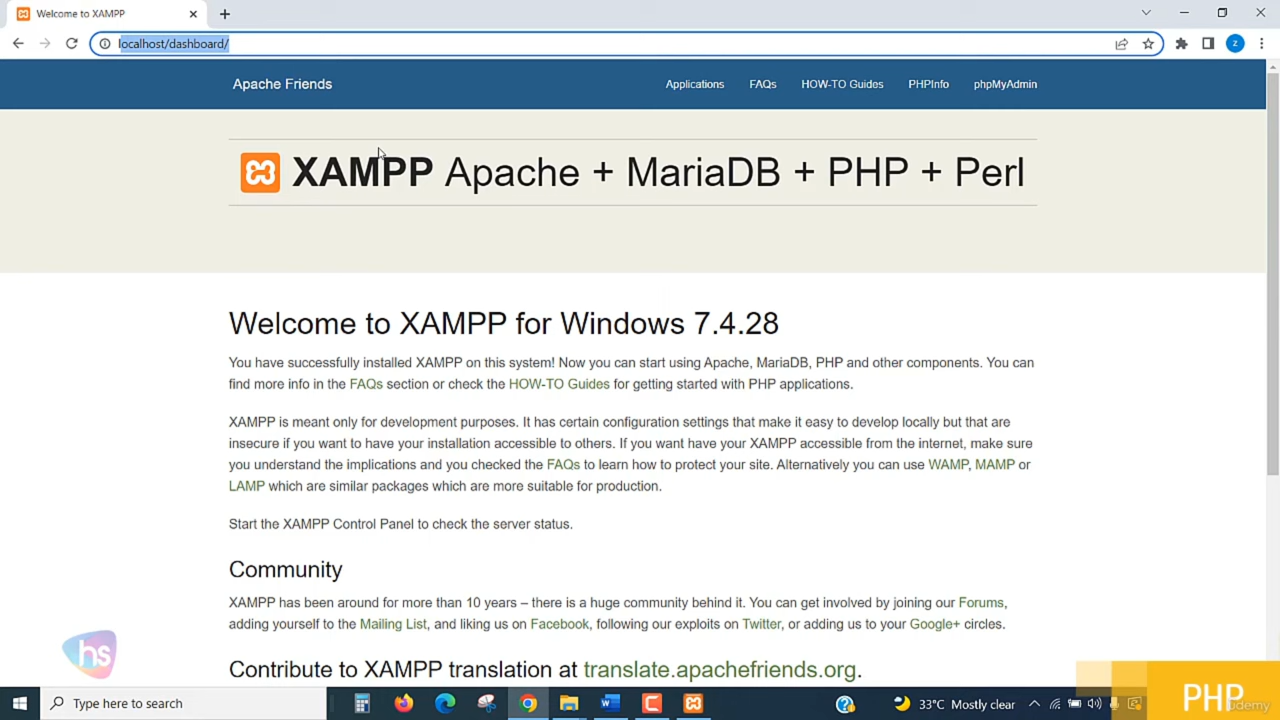 Welcome to XAMPP
localhost/dashboard/
Z
Apache Friends
Applications
FAQs
HOW-TO Guides
PHPInfo
phpMyAdmin
XAMPP Apache + MariaDB + PHP + Perl
Welcome to XAMPP for Windows 7.4.28
You have successfully installed XAMPP on this system! Now you can start using Apache, MariaDB, PHP and other components. You can
find more info in the FAQs section or check the HOW-TO Guides for getting started with PHP applications.
XAMPP is meant only for development purposes. It has certain configuration settings that make it easy to develop locally but that are
insecure if you want to have your installation accessible to others. If you want have your XAMPP accessible from the internet, make sure
you understand the implications and you checked the FAQs to learn how to protect your site. Alternatively you can use WAMP, MAMP or
LAMP which are similar packages which are more suitable for production.
Start the XAMPP Control Panel to check the server status.
Community
XAMPP has been around for more than 10 years – there is a huge community behind it. You can get involved by joining our Forums,
adding yourself to the Mailing List, and liking us on Facebook, following our exploits on Twitter, or adding us to your Google+ circles.
Contribute to XAMPP translation at translate.apachefriends.org.
hs
Type here to search
33°C Mostly clear
PHP